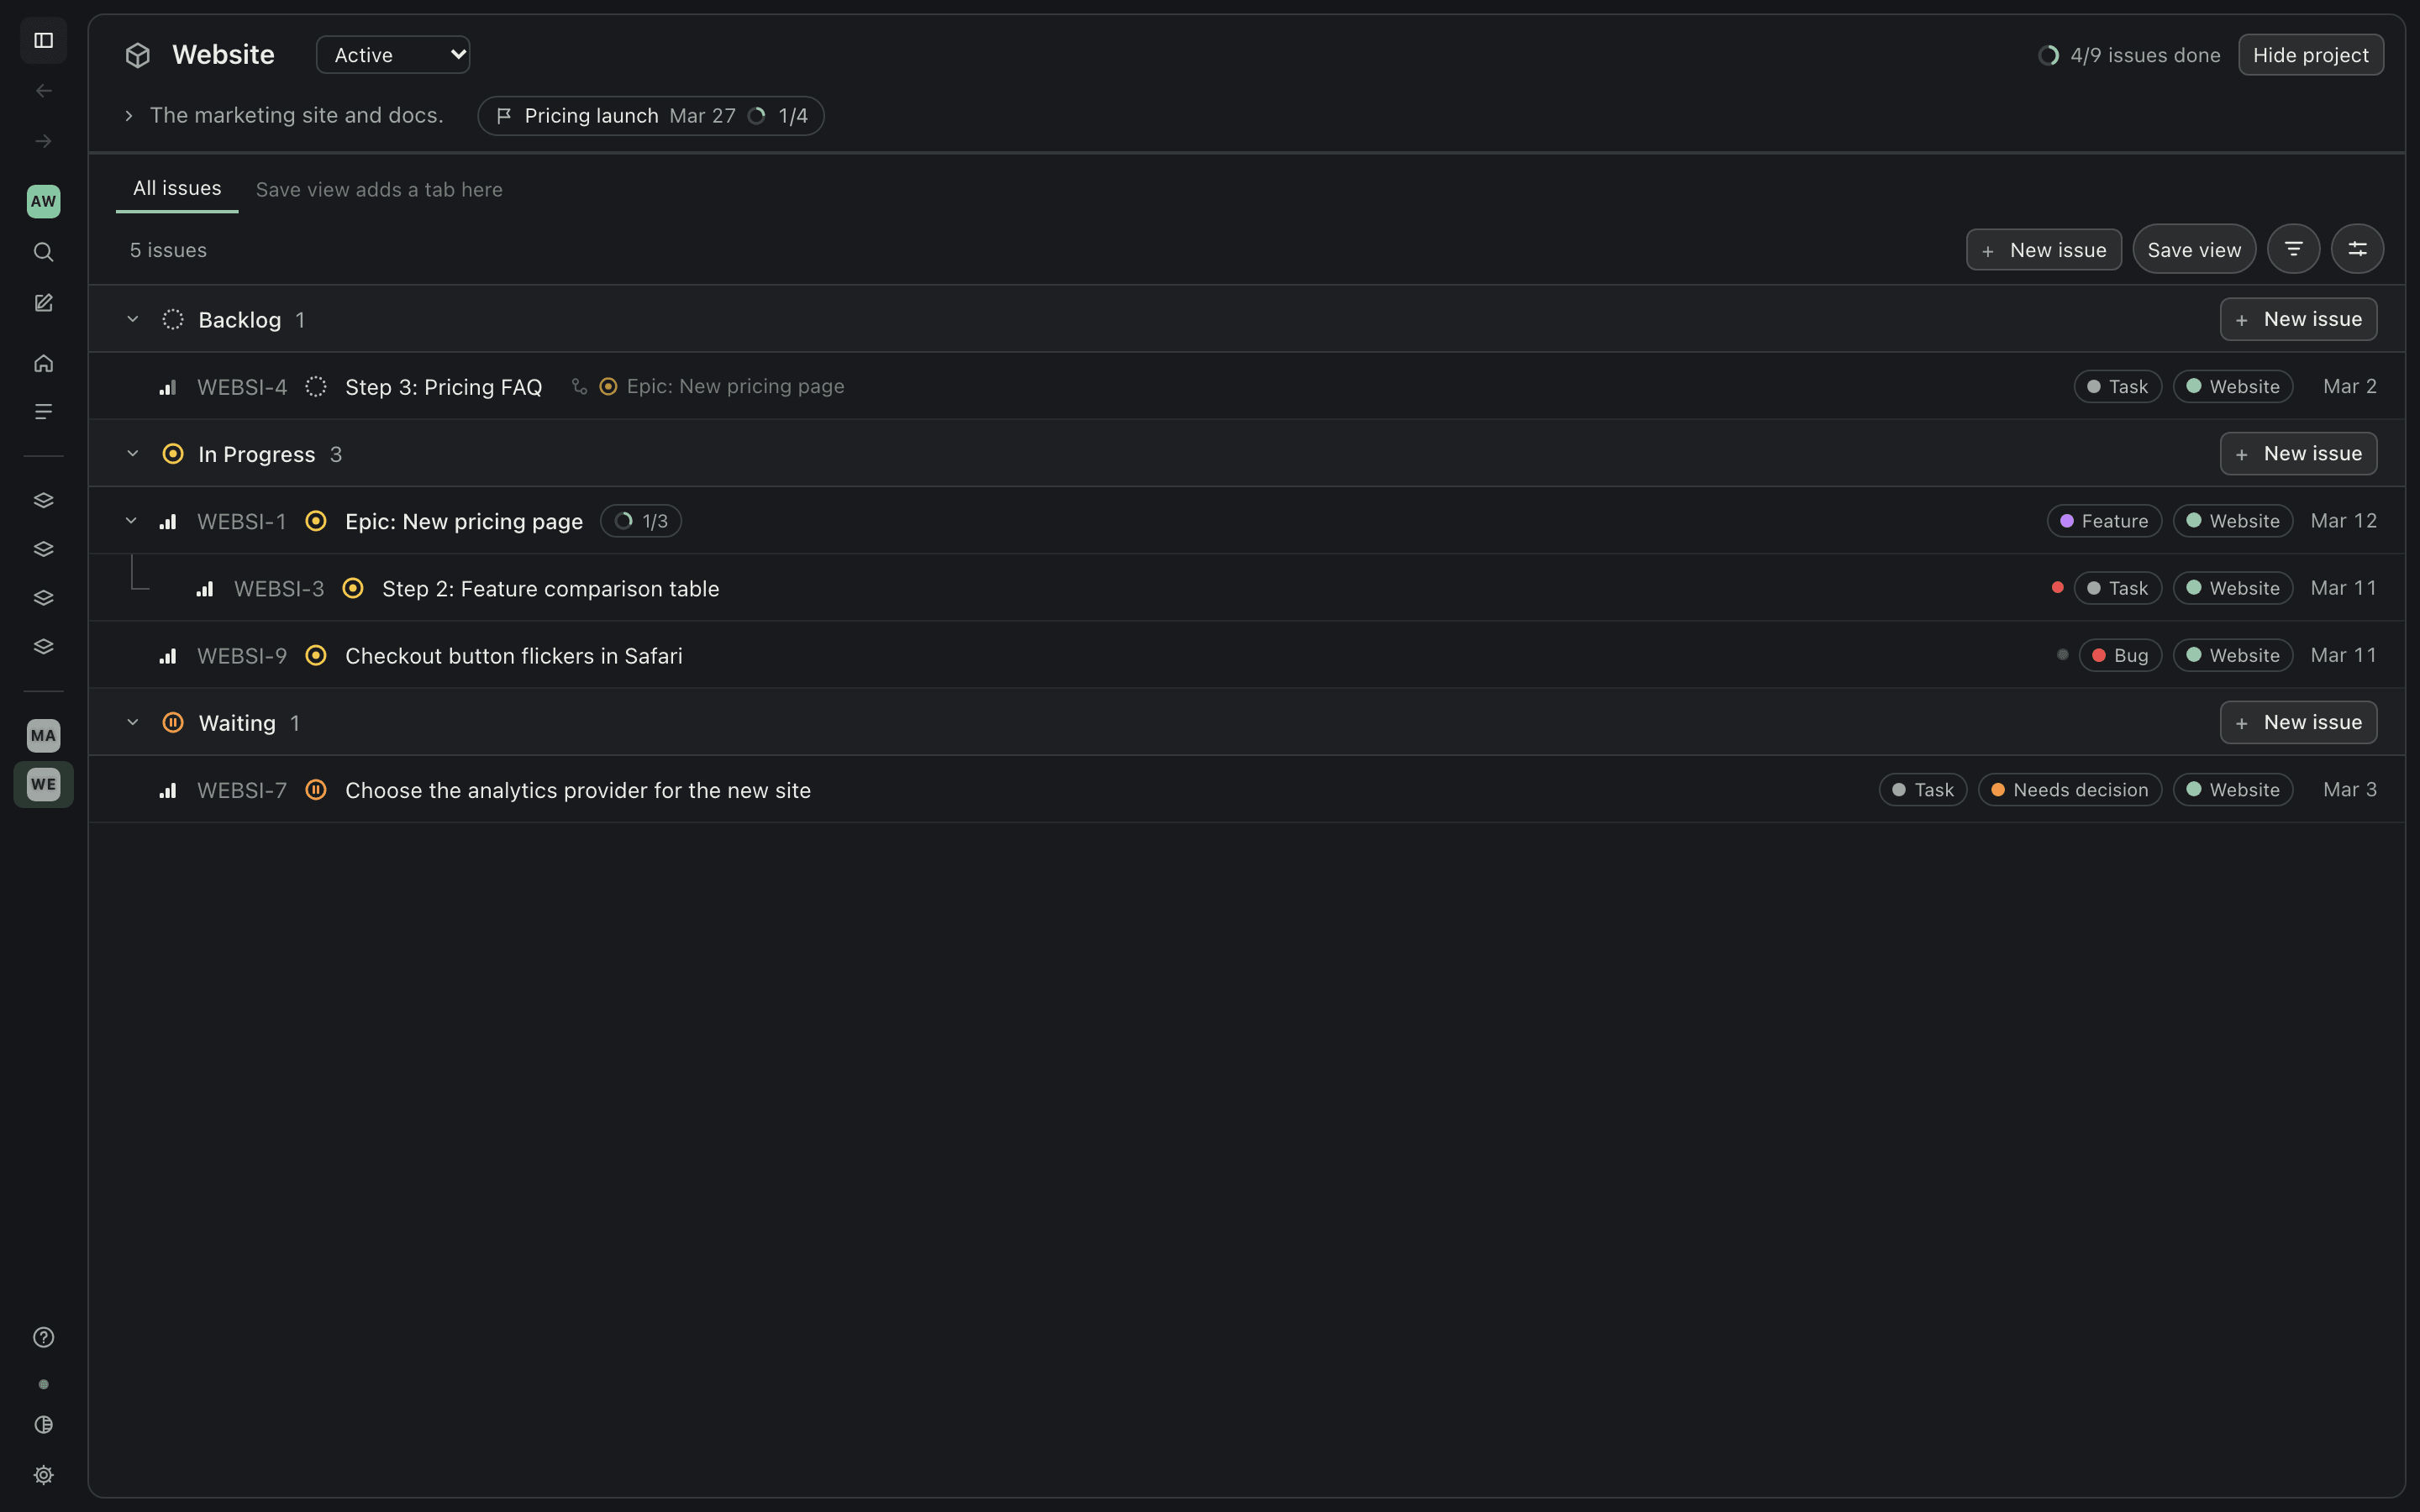 Website Active 4/9 issues done Hide project
The marketing site and docs. Pricing launch Mar 27 1/4
AW
All issues Save view adds a tab here
5 issues + New issue Save view
Backlog 1 + New issue
WEBSI-4 Step 3: Pricing FAQ Epic: New pricing page Task Website Mar 2
In Progress 3 + New issue
WEBSI-1 Epic: New pricing page 1/3 Feature Website Mar 12
WEBSI-3 Step 2: Feature comparison table Task Website Mar 11
WEBSI-9 Checkout button flickers in Safari Bug Website Mar 11
Waiting 1 + New issue
MA
WE
WEBSI-7 Choose the analytics provider for the new site Task Needs decision Website Mar 3